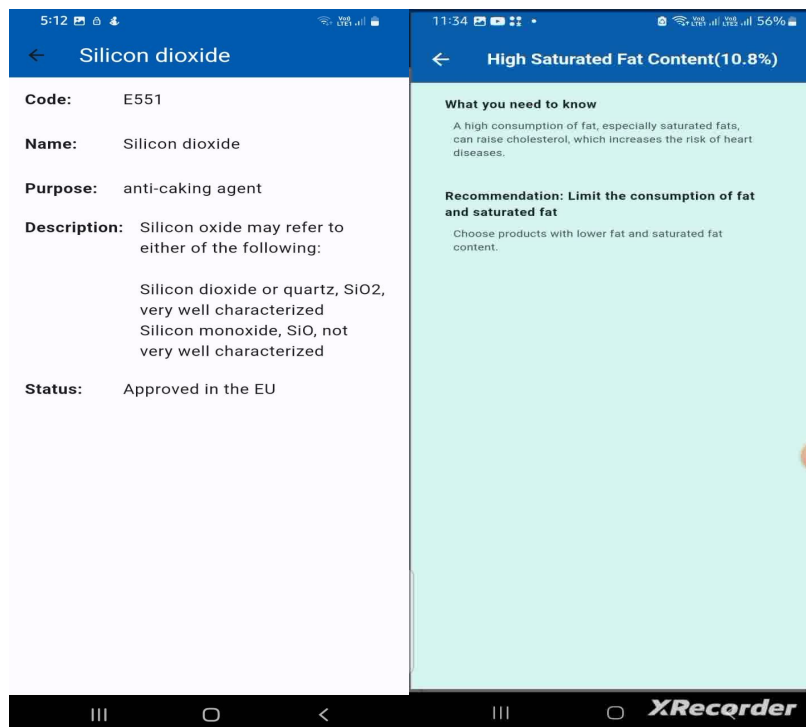 5:12
Silicon dioxide
Code: E551
Name: Silicon dioxide
Purpose: anti-caking agent
Description: Silicon oxide may refer to
either of the following:
Silicon dioxide or quartz, SiO2,
very well characterized
Silicon monoxide, SiO, not
very well characterized
Status: Approved in the EU
11:34 56%
High Saturated Fat Content(10.8%)
What you need to know
A high consumption of fat, especially saturated fats,
can raise cholesterol, which increases the risk of heart
diseases.
Recommendation: Limit the consumption of fat
and saturated fat
Choose products with lower fat and saturated fat
content.
XRecorder